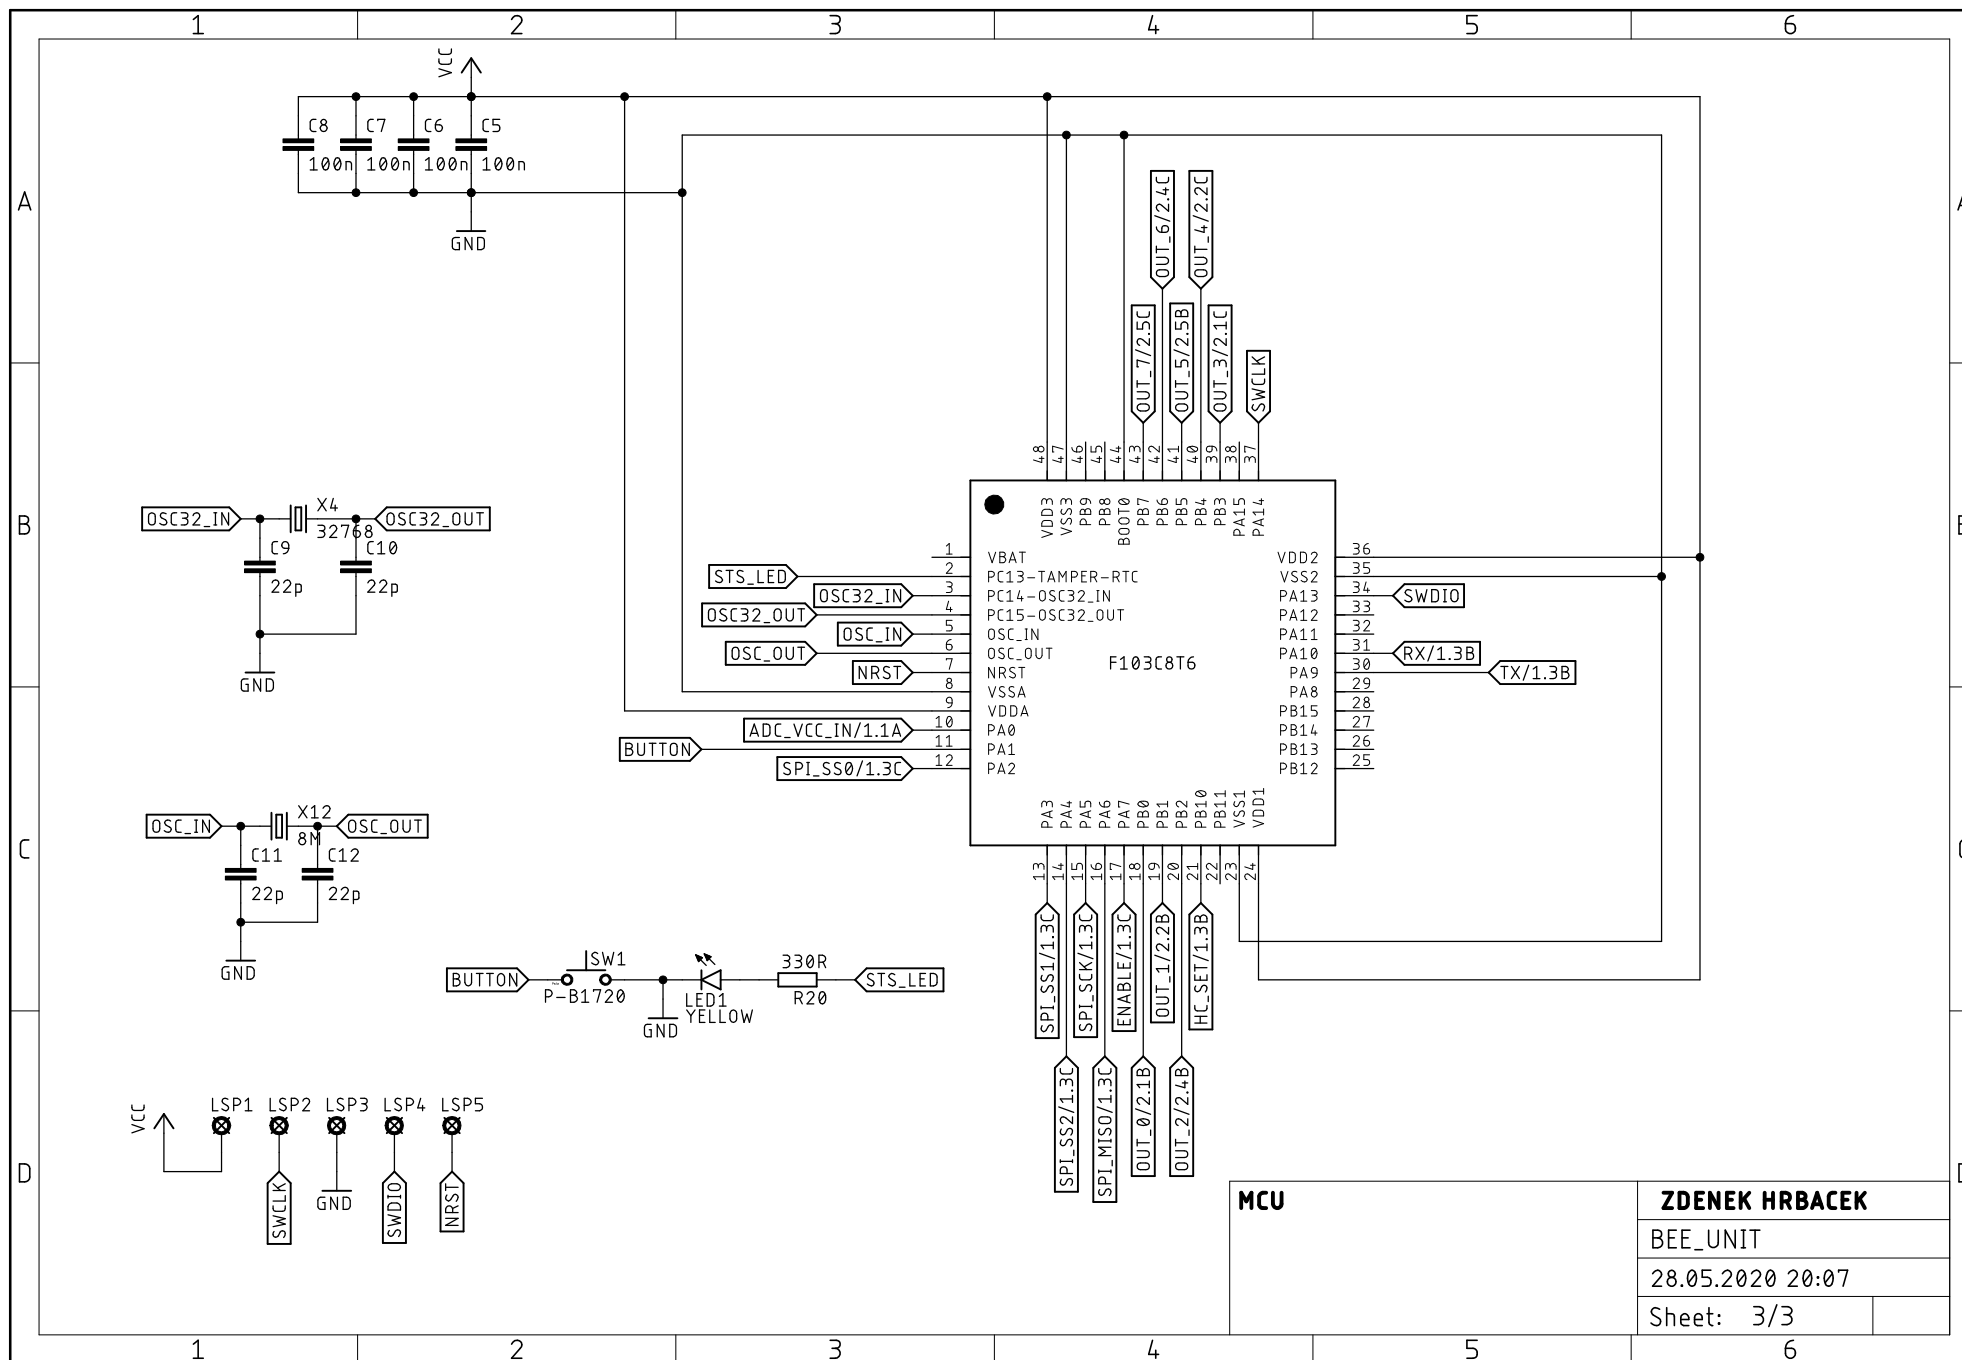 1 2 3 4 5 6
A
B
C
D
VCC
C8 C7 C6 C5
100n 100n 100n 100n
GND
OUT_6/2.4C
OUT_4/2.2C
OUT_7/2.5C
OUT_5/2.5B
OUT_3/2.1C
SWCLK
48 47 46 45 44 43 42 41 40 39 38 37
VDD3 VSS3 PB9 PB8 BOOT0 PB7 PB6 PB5 PB4 PB3 PA15 PA14
OSC32_IN X4 OSC32_OUT
32768
C9 C10
22p 22p
GND
1 VBAT
STS_LED 2 PC13-TAMPER-RTC
OSC32_IN 3 PC14-OSC32_IN
OSC32_OUT 4 PC15-OSC32_OUT
OSC_IN 5 OSC_IN
OSC_OUT 6 OSC_OUT
NRST 7 NRST
8 VSSA
9 VDDA
ADC_VCC_IN/1.1A 10 PA0
BUTTON 11 PA1
SPI_SS0/1.3C 12 PA2
F103C8T6
VDD2 36
VSS2 35
PA13 34 SWDIO
PA12 33
PA11 32
PA10 31 RX/1.3B
PA9 30 TX/1.3B
PA8 29
PB15 28
PB14 27
PB13 26
PB12 25
PA3 PA4 PA5 PA6 PA7 PB0 PB1 PB2 PB10 PB11 VSS1 VDD1
13 14 15 16 17 18 19 20 21 22 23 24
SPI_SS1/1.3C
SPI_SCK/1.3C
ENABLE/1.3C
OUT_1/2.2B
HC_SET/1.3B
SPI_SS2/1.3C
SPI_MISO/1.3C
OUT_0/2.1B
OUT_2/2.4B
OSC_IN X12 OSC_OUT
8M
C11 C12
22p 22p
GND
BUTTON SW1
P-B1720
GND
LED1
YELLOW
330R
R20
STS_LED
VCC
LSP1 LSP2 LSP3 LSP4 LSP5
SWCLK
GND
SWDIO
NRST
MCU
ZDENEK HRBACEK
BEE_UNIT
28.05.2020 20:07
Sheet: 3/3
1 2 3 4 5 6